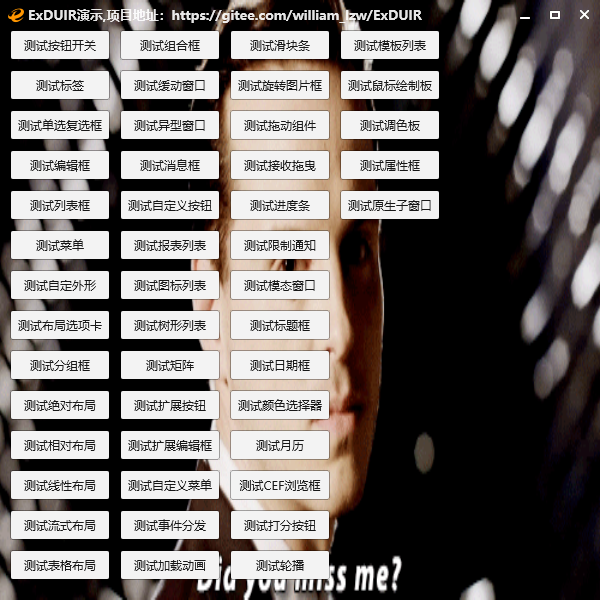 ExDUIR演示,项目地址：https://gitee.com/william_lzw/ExDUIR
测试按钮开关 测试组合框 测试滑块条 测试模板列表
测试标签 测试缓动窗口 测试旋转图片框 测试鼠标绘制板
测试单选复选框 测试异型窗口 测试拖动组件 测试调色板
测试编辑框 测试消息框 测试接收拖曳 测试属性框
测试列表框 测试自定义按钮 测试进度条 测试原生子窗口
测试菜单 测试报表列表 测试限制通知
测试自定外形 测试图标列表 测试模态窗口
测试布局选项卡 测试树形列表 测试标题框
测试分组框 测试矩阵 测试日期框
测试绝对布局 测试扩展按钮 测试颜色选择器
测试相对布局 测试扩展编辑框 测试月历
测试线性布局 测试自定义菜单 测试CEF浏览框
测试流式布局 测试事件分发 测试打分按钮
测试表格布局 测试加载动画 测试轮播
Did you miss me?